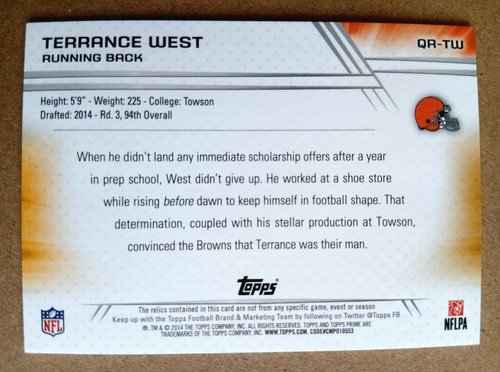 TERRANCE WEST
RUNNING BACK
QR-TW
Height: 5'9" - Weight: 225 - College: Towson
Drafted: 2014 - Rd. 3, 94th Overall
When he didn't land any immediate scholarship offers after a year
in prep school, West didn't give up. He worked at a shoe store
while rising before dawn to keep himself in football shape. That
determination, coupled with his stellar production at Towson,
convinced the Browns that Terrance was their man.
TOPPS
The relics contained in this card are not from any specific game, event or season
Keep up with the Topps Football Brand & Marketing Team by following on Twitter @Topps FB
®, TM & © 2014 THE TOPPS COMPANY, INC. ALL RIGHTS RESERVED. TOPPS AND TOPPS PRIME ARE
TRADEMARKS OF THE TOPPS COMPANY, INC. WWW.TOPPS.COM. CODE#CMP010553
NFL
NFLPA